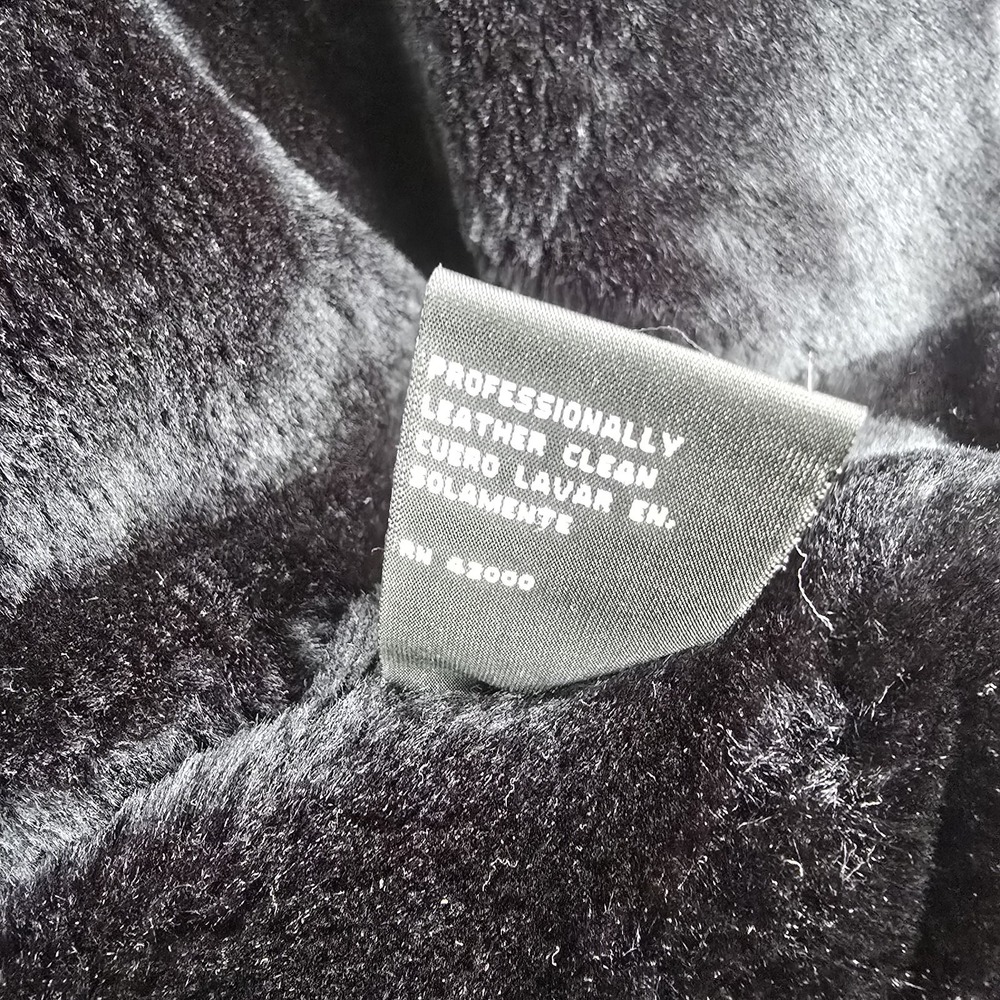 PROFESSIONALLY
LEATHER CLEAN
CUERO LAVAR EN.
SOLAMENTE
RN 42000